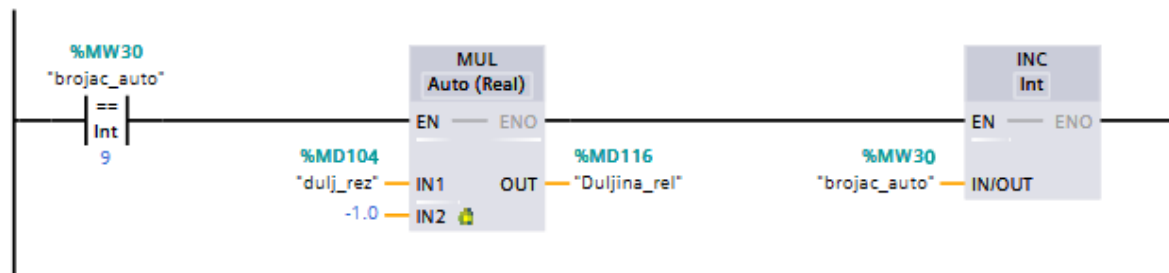 %MW30
"brojac_auto"
==
Int
9
MUL
Auto (Real)
EN
ENO
%MD104
"dulj_rez"
IN1
-1.0
IN2
OUT
%MD116
"Duljina_rel"
INC
Int
EN
ENO
%MW30
"brojac_auto"
IN/OUT